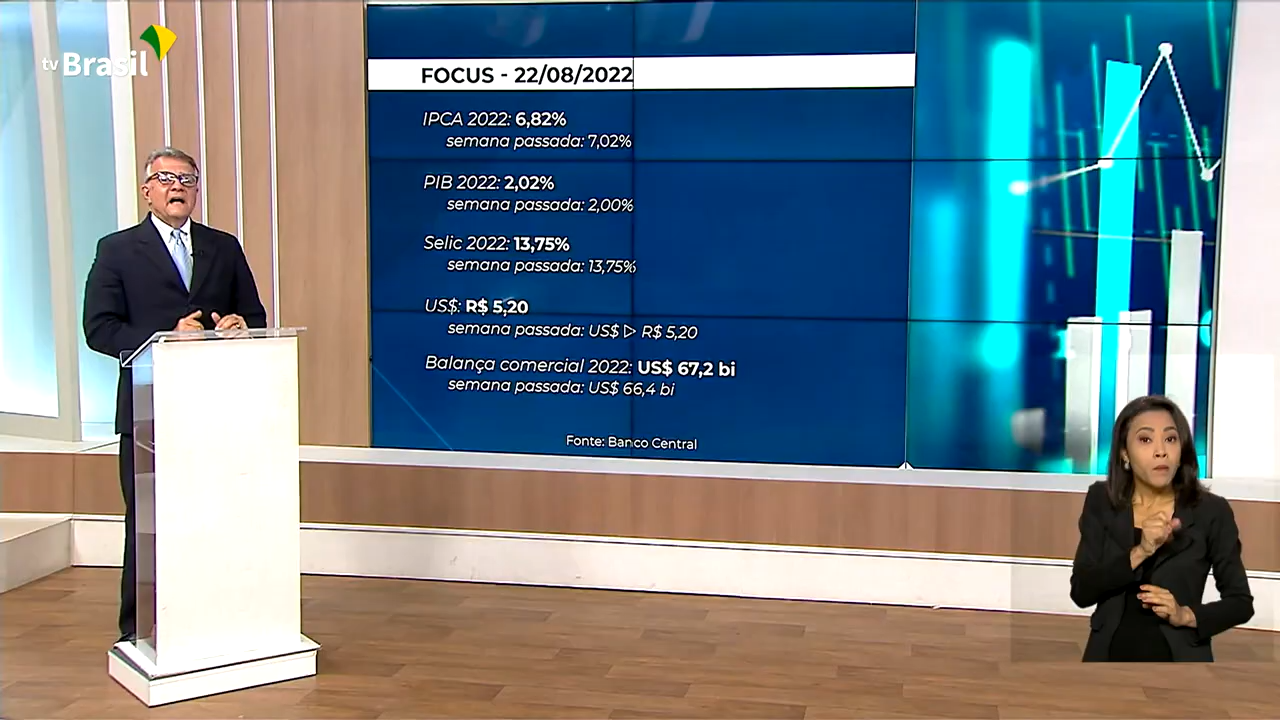 tv Brasil
FOCUS - 22/08/2022
IPCA 2022: 6,82%
semana passada: 7,02%
PIB 2022: 2,02%
semana passada: 2,00%
Selic 2022: 13,75%
semana passada: 13,75%
US$: R$ 5,20
semana passada: US$ ▷ R$ 5,20
Balança comercial 2022: US$ 67,2 bi
semana passada: US$ 66,4 bi
Fonte: Banco Central